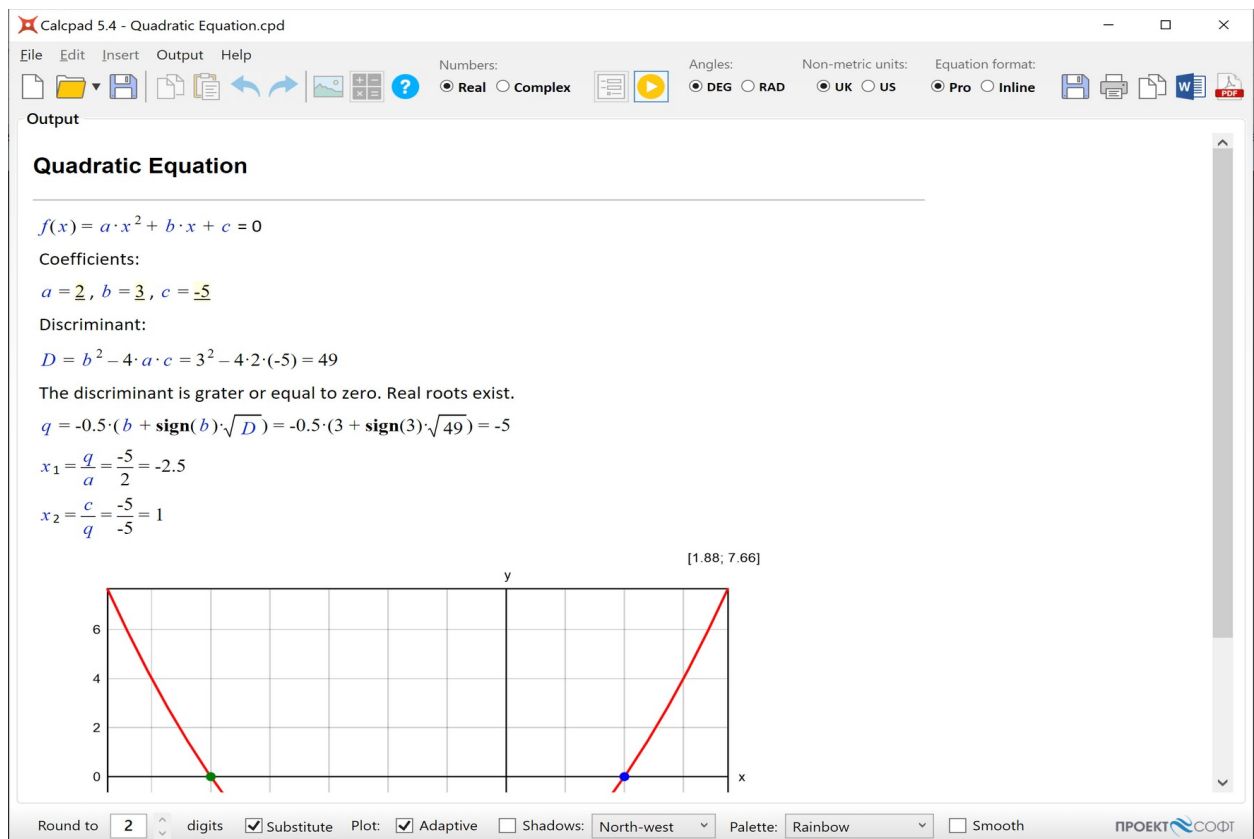 Calcpad 5.4 - Quadratic Equation.cpd
File Edit Insert Output Help
Numbers:
Real Complex
Angles:
DEG RAD
Non-metric units:
UK US
Equation format:
Pro Inline
PDF
Output
Quadratic Equation
f(x) = a·x² + b·x + c = 0
Coefficients:
a = 2 , b = 3 , c = -5
Discriminant:
D = b² – 4·a·c = 3² – 4·2·(-5) = 49
The discriminant is grater or equal to zero. Real roots exist.
q = -0.5·(b + sign(b)·√D) = -0.5·(3 + sign(3)·√49) = -5
x₁ = q/a = -5/2 = -2.5
x₂ = c/q = -5/-5 = 1
[1.88; 7.66]
y
6
4
2
0
x
Round to 2 digits Substitute Plot: Adaptive Shadows: North-west Palette: Rainbow Smooth ПРОЕКТСОФТ